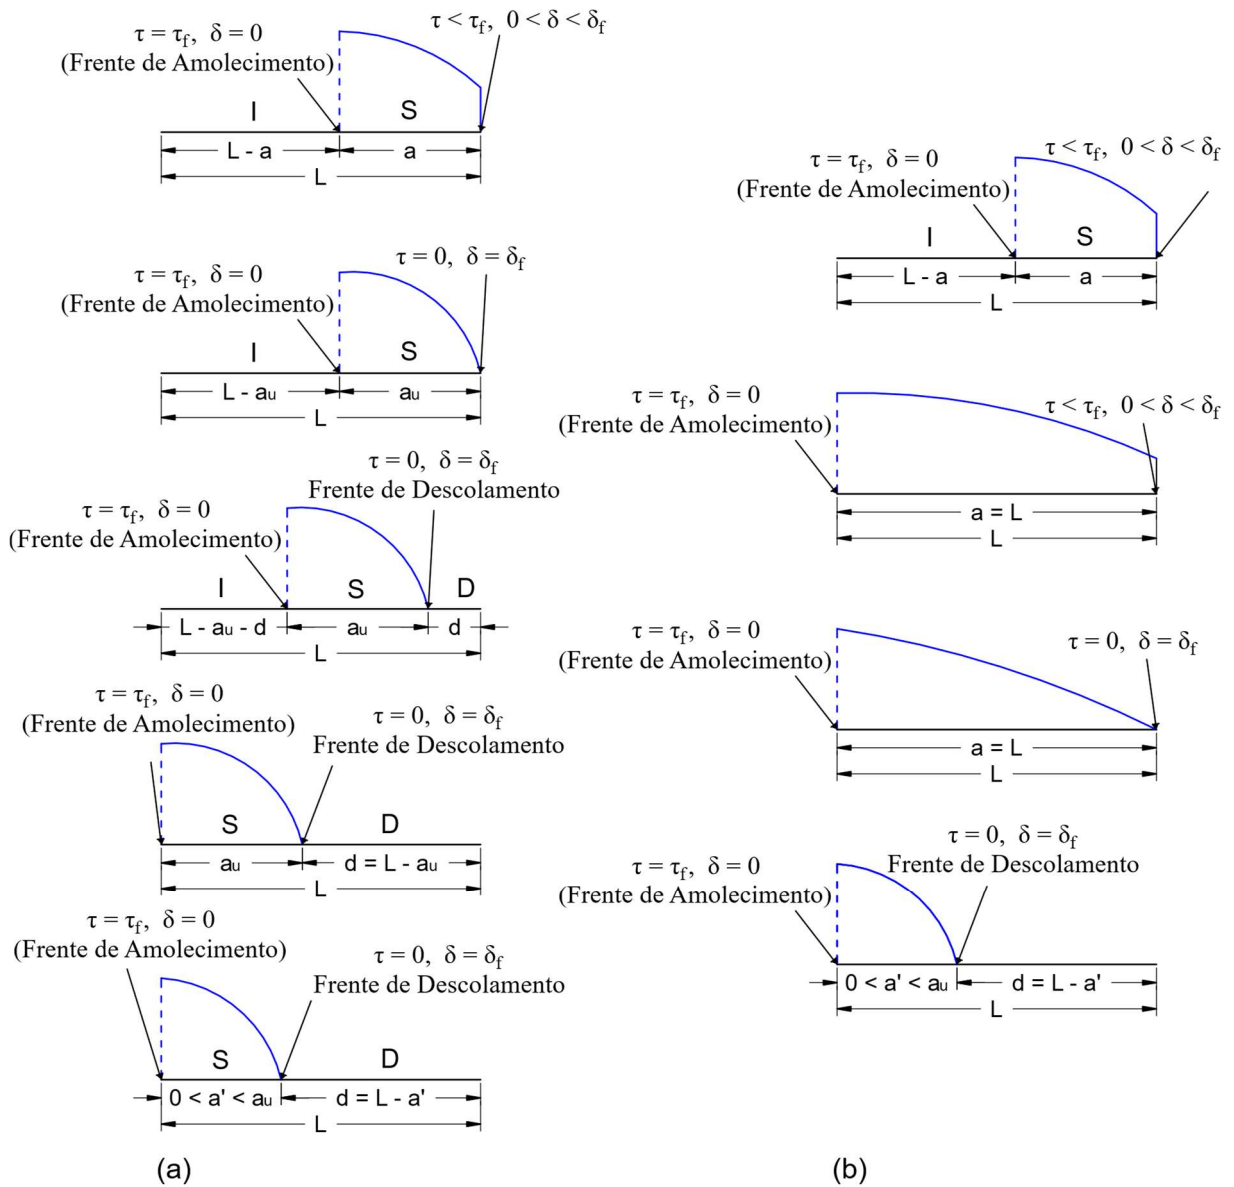 τ = τf, δ = 0
(Frente de Amolecimento)
τ < τf, 0 < δ < δf
I
S
L - a
a
L
τ = τf, δ = 0
(Frente de Amolecimento)
τ = 0, δ = δf
I
S
L - au
au
L
τ = 0, δ = δf
Frente de Descolamento
τ = τf, δ = 0
(Frente de Amolecimento)
I
S
D
L - au - d
au
d
L
τ = τf, δ = 0
(Frente de Amolecimento)
τ = 0, δ = δf
Frente de Descolamento
S
D
au
d = L - au
L
τ = τf, δ = 0
(Frente de Amolecimento)
τ = 0, δ = δf
Frente de Descolamento
S
D
0 < a' < au
d = L - a'
L
(a)
τ = τf, δ = 0
(Frente de Amolecimento)
τ < τf, 0 < δ < δf
I
S
L - a
a
L
τ = τf, δ = 0
(Frente de Amolecimento)
τ < τf, 0 < δ < δf
a = L
L
τ = τf, δ = 0
(Frente de Amolecimento)
τ = 0, δ = δf
a = L
L
τ = τf, δ = 0
(Frente de Amolecimento)
τ = 0, δ = δf
Frente de Descolamento
0 < a' < au
d = L - a'
L
(b)